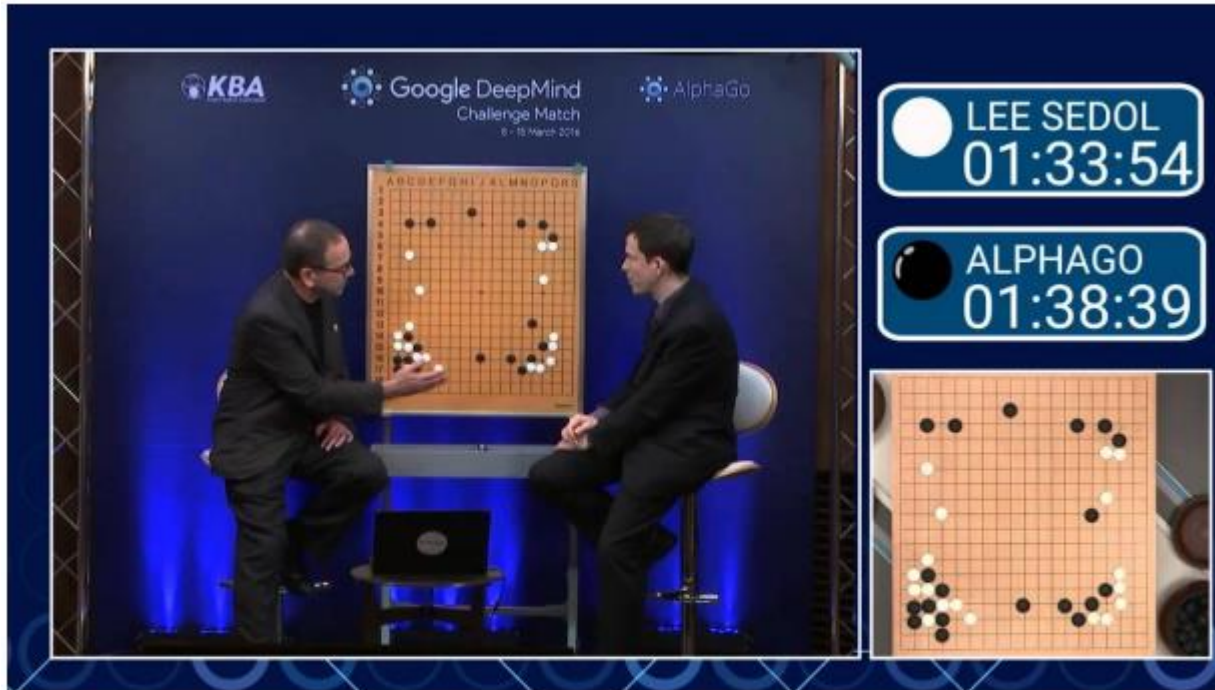 KBA
Google DeepMind
Challenge Match
AlphaGo
LEE SEDOL
01:33:54
ALPHAGO
01:38:39